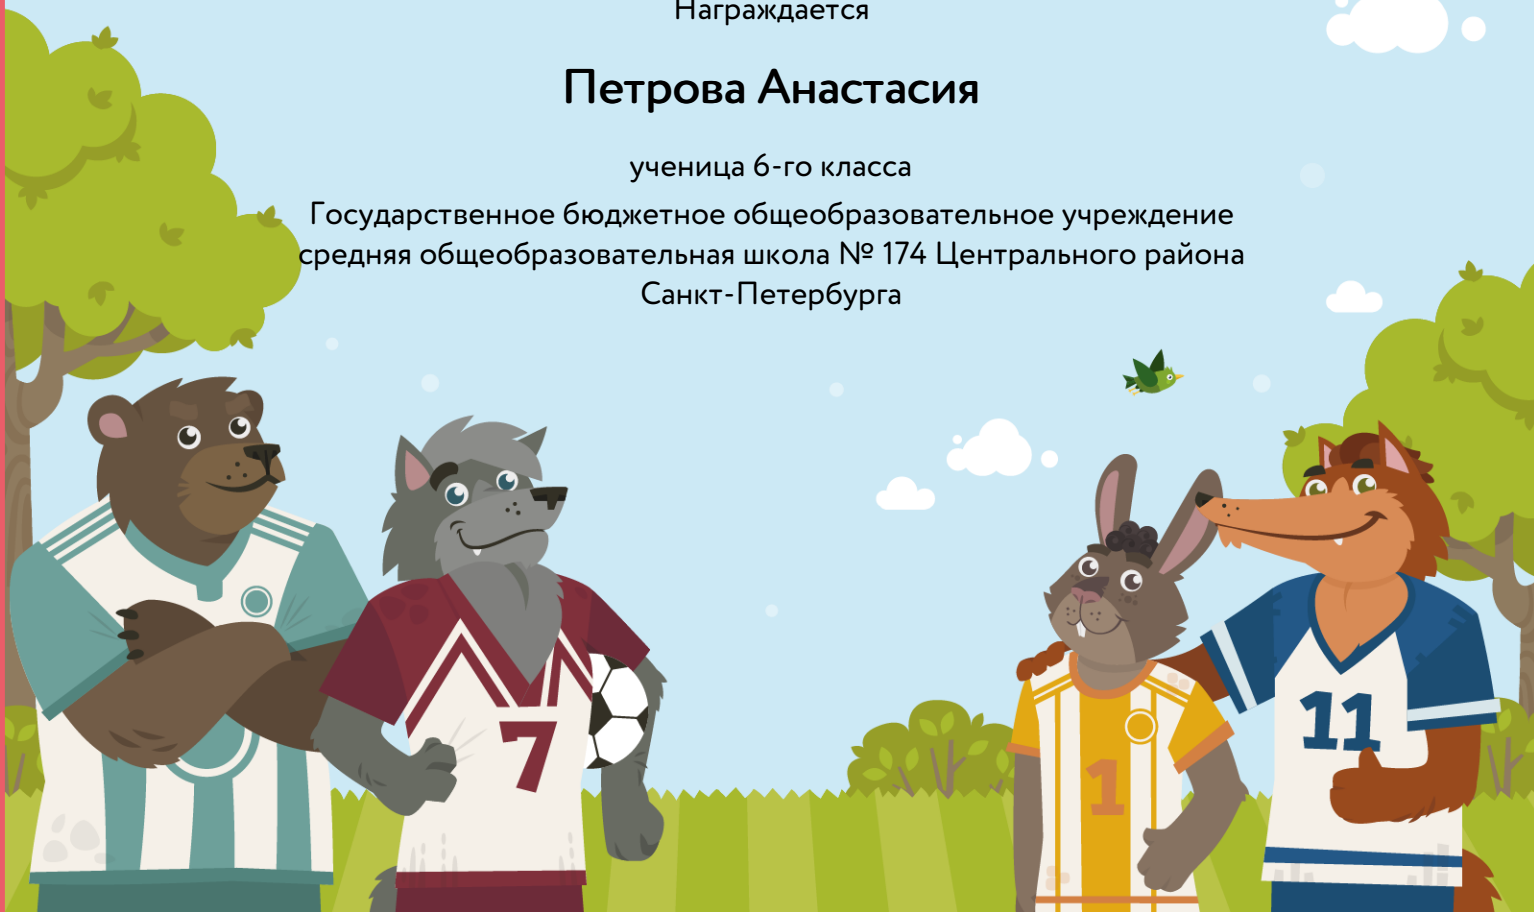 Награждается
Петрова Анастасия
ученица 6-го класса
Государственное бюджетное общеобразовательное учреждение
средняя общеобразовательная школа № 174 Центрального района
Санкт-Петербурга
7
1
11